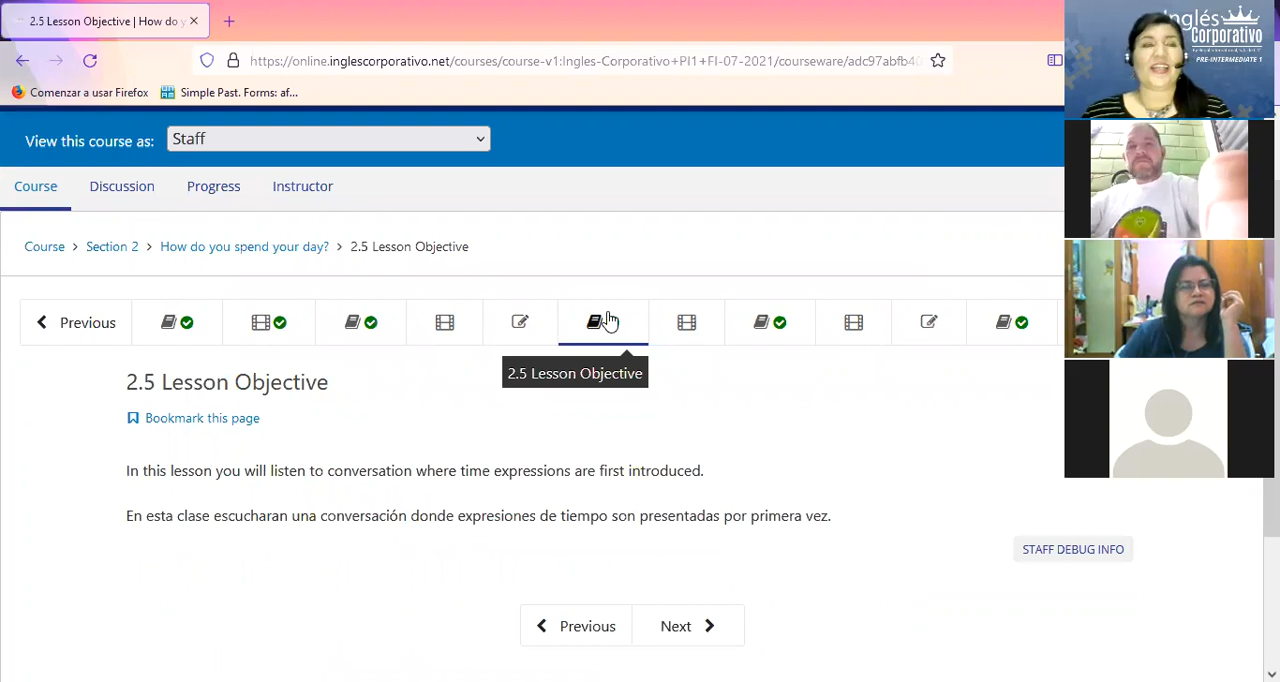 2.5 Lesson Objective | How do y
https://online.inglescorporativo.net/courses/course-v1:Ingles-Corporativo+PI1+FI-07-2021/courseware/adc97abfb40
Comenzar a usar Firefox
Simple Past. Forms: af...
Inglés
Corporativo
PRE-INTERMEDIATE 1
View this course as:
Staff
Course
Discussion
Progress
Instructor
Course > Section 2 > How do you spend your day? > 2.5 Lesson Objective
Previous
2.5 Lesson Objective
2.5 Lesson Objective
Bookmark this page
In this lesson you will listen to conversation where time expressions are first introduced.
En esta clase escucharan una conversación donde expresiones de tiempo son presentadas por primera vez.
STAFF DEBUG INFO
Previous
Next